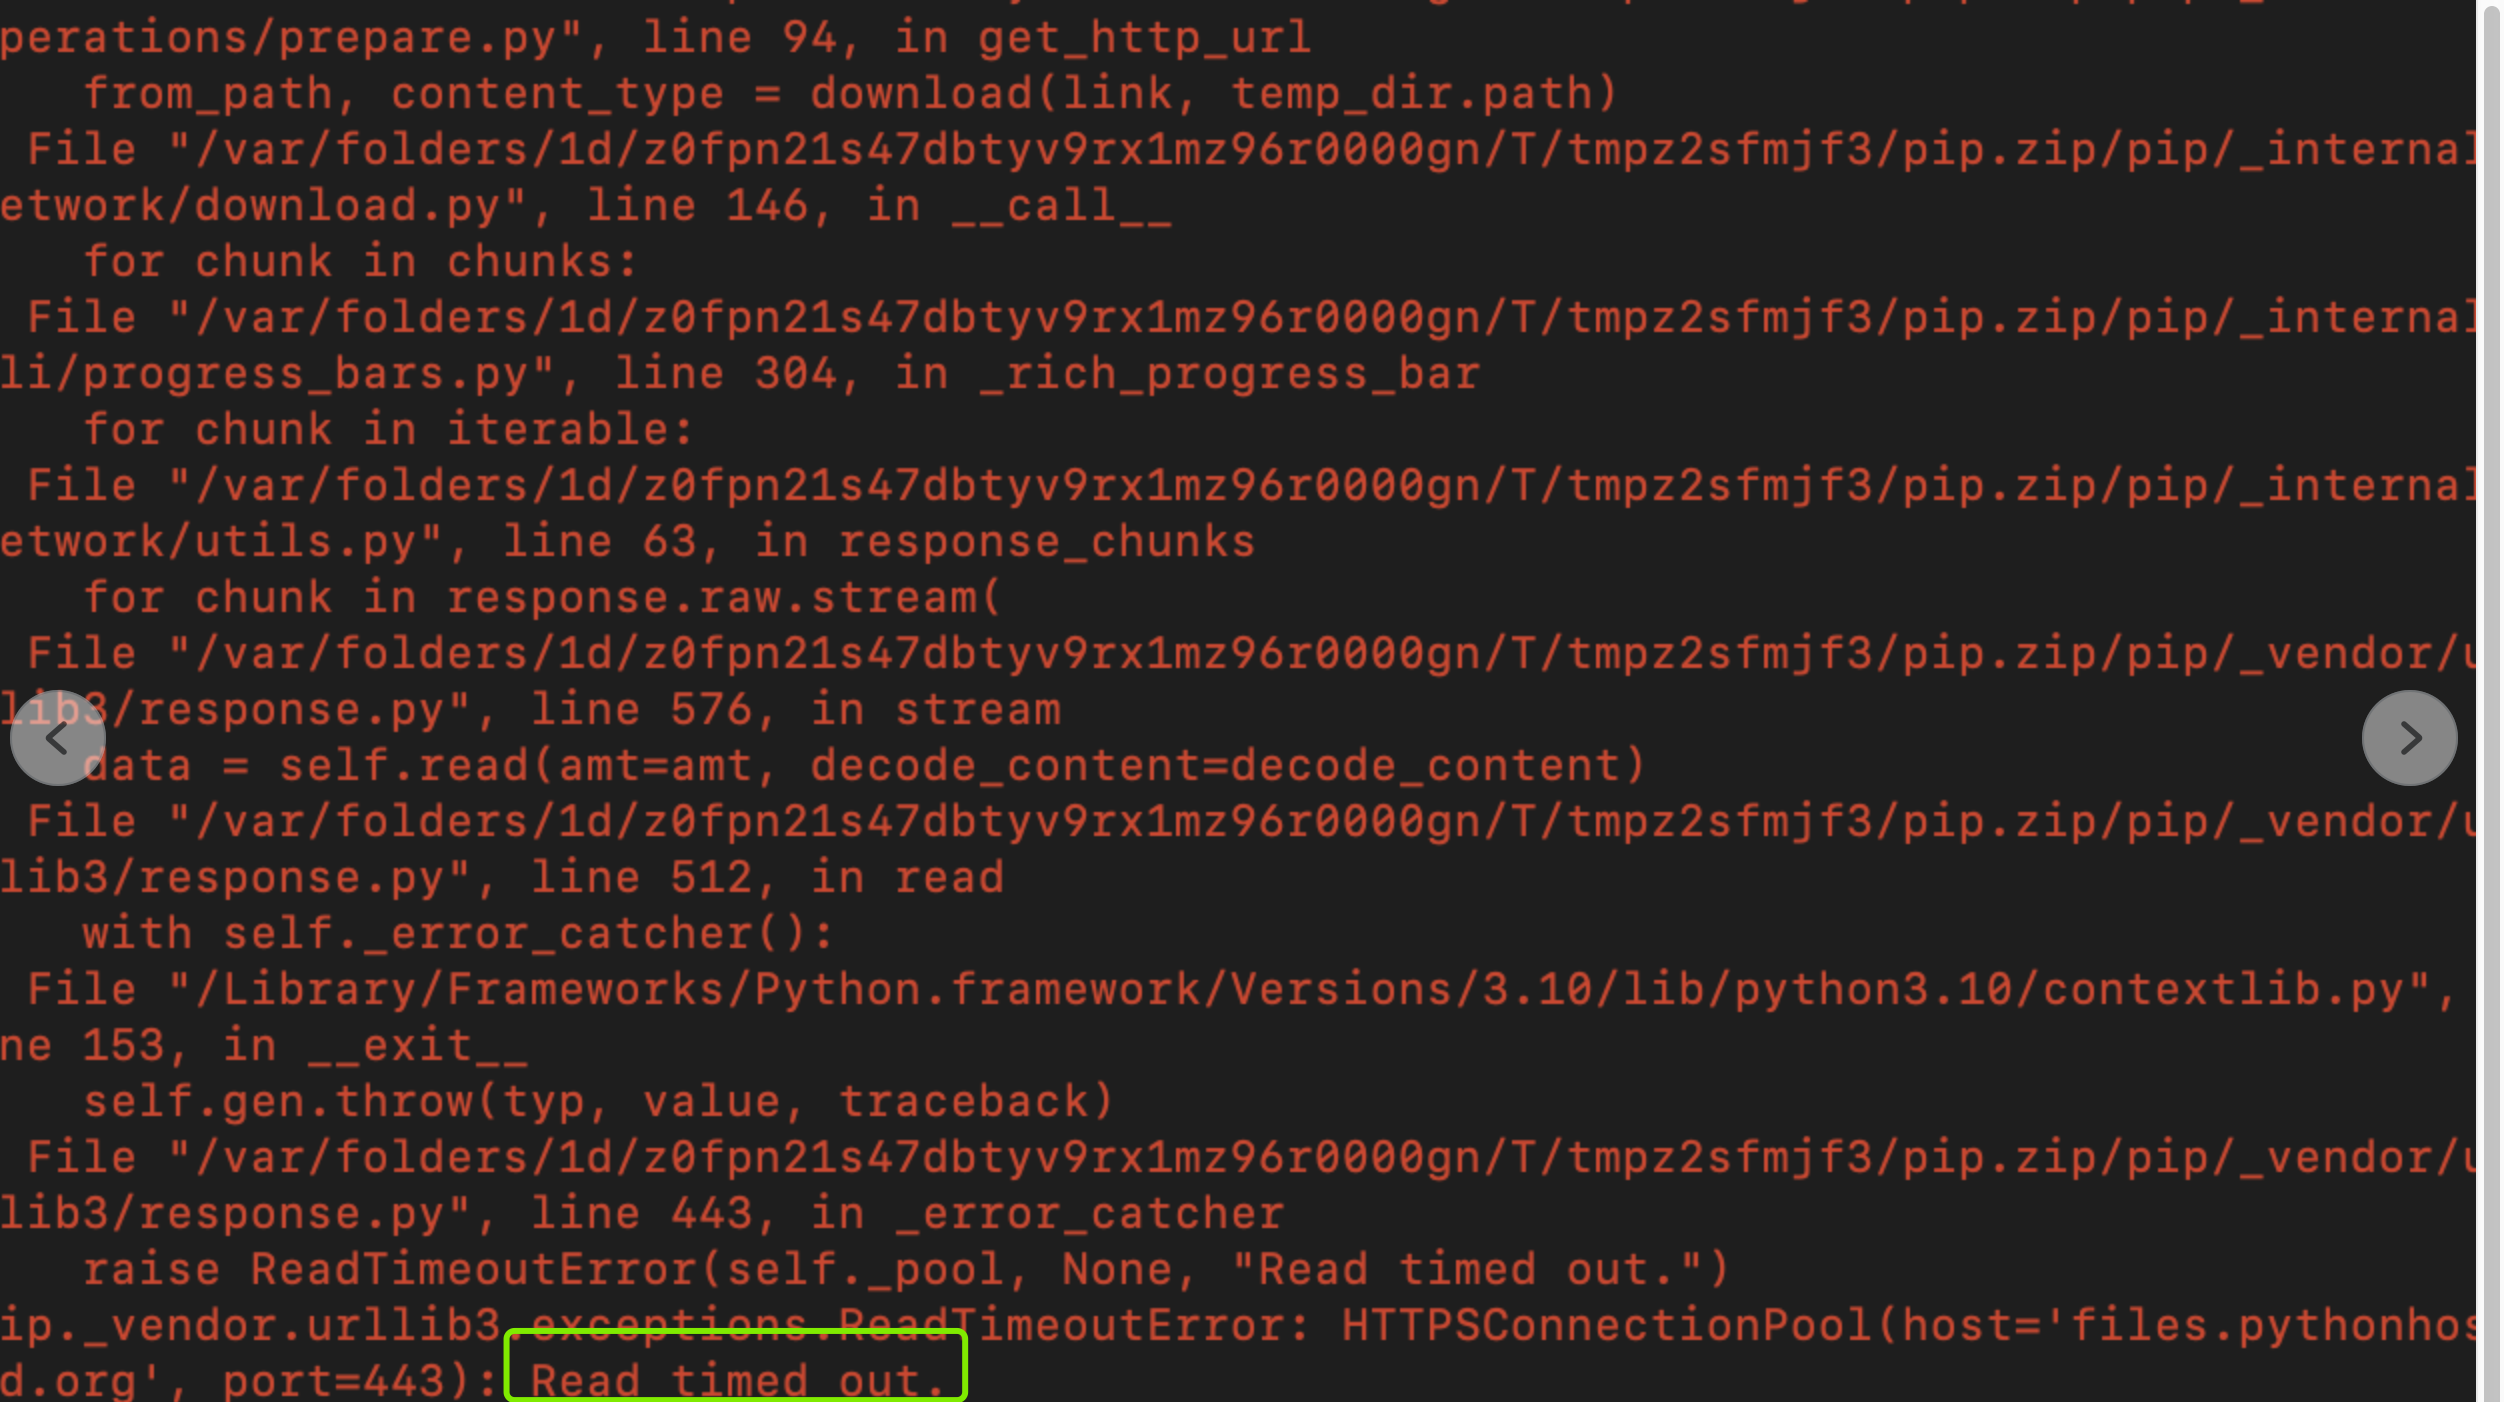 perations/prepare.py", line 94, in get_http_url
from_path, content_type = download(link, temp_dir.path)
File "/var/folders/1d/z0fpn21s47dbtyv9rx1mz96r0000gn/T/tmpz2sfmjf3/pip.zip/pip/_internal
etwork/download.py", line 146, in __call__
for chunk in chunks:
File "/var/folders/1d/z0fpn21s47dbtyv9rx1mz96r0000gn/T/tmpz2sfmjf3/pip.zip/pip/_internal
li/progress_bars.py", line 304, in _rich_progress_bar
for chunk in iterable:
File "/var/folders/1d/z0fpn21s47dbtyv9rx1mz96r0000gn/T/tmpz2sfmjf3/pip.zip/pip/_internal
etwork/utils.py", line 63, in response_chunks
for chunk in response.raw.stream(
File "/var/folders/1d/z0fpn21s47dbtyv9rx1mz96r0000gn/T/tmpz2sfmjf3/pip.zip/pip/_vendor/u
lib3/response.py", line 576, in stream
data = self.read(amt=amt, decode_content=decode_content)
File "/var/folders/1d/z0fpn21s47dbtyv9rx1mz96r0000gn/T/tmpz2sfmjf3/pip.zip/pip/_vendor/u
lib3/response.py", line 512, in read
with self._error_catcher():
File "/Library/Frameworks/Python.framework/Versions/3.10/lib/python3.10/contextlib.py",
ne 153, in __exit__
self.gen.throw(typ, value, traceback)
File "/var/folders/1d/z0fpn21s47dbtyv9rx1mz96r0000gn/T/tmpz2sfmjf3/pip.zip/pip/_vendor/u
lib3/response.py", line 443, in _error_catcher
raise ReadTimeoutError(self._pool, None, "Read timed out.")
ip._vendor.urllib3.exceptions.ReadTimeoutError: HTTPSConnectionPool(host='files.pythonhos
d.org', port=443): Read timed out.